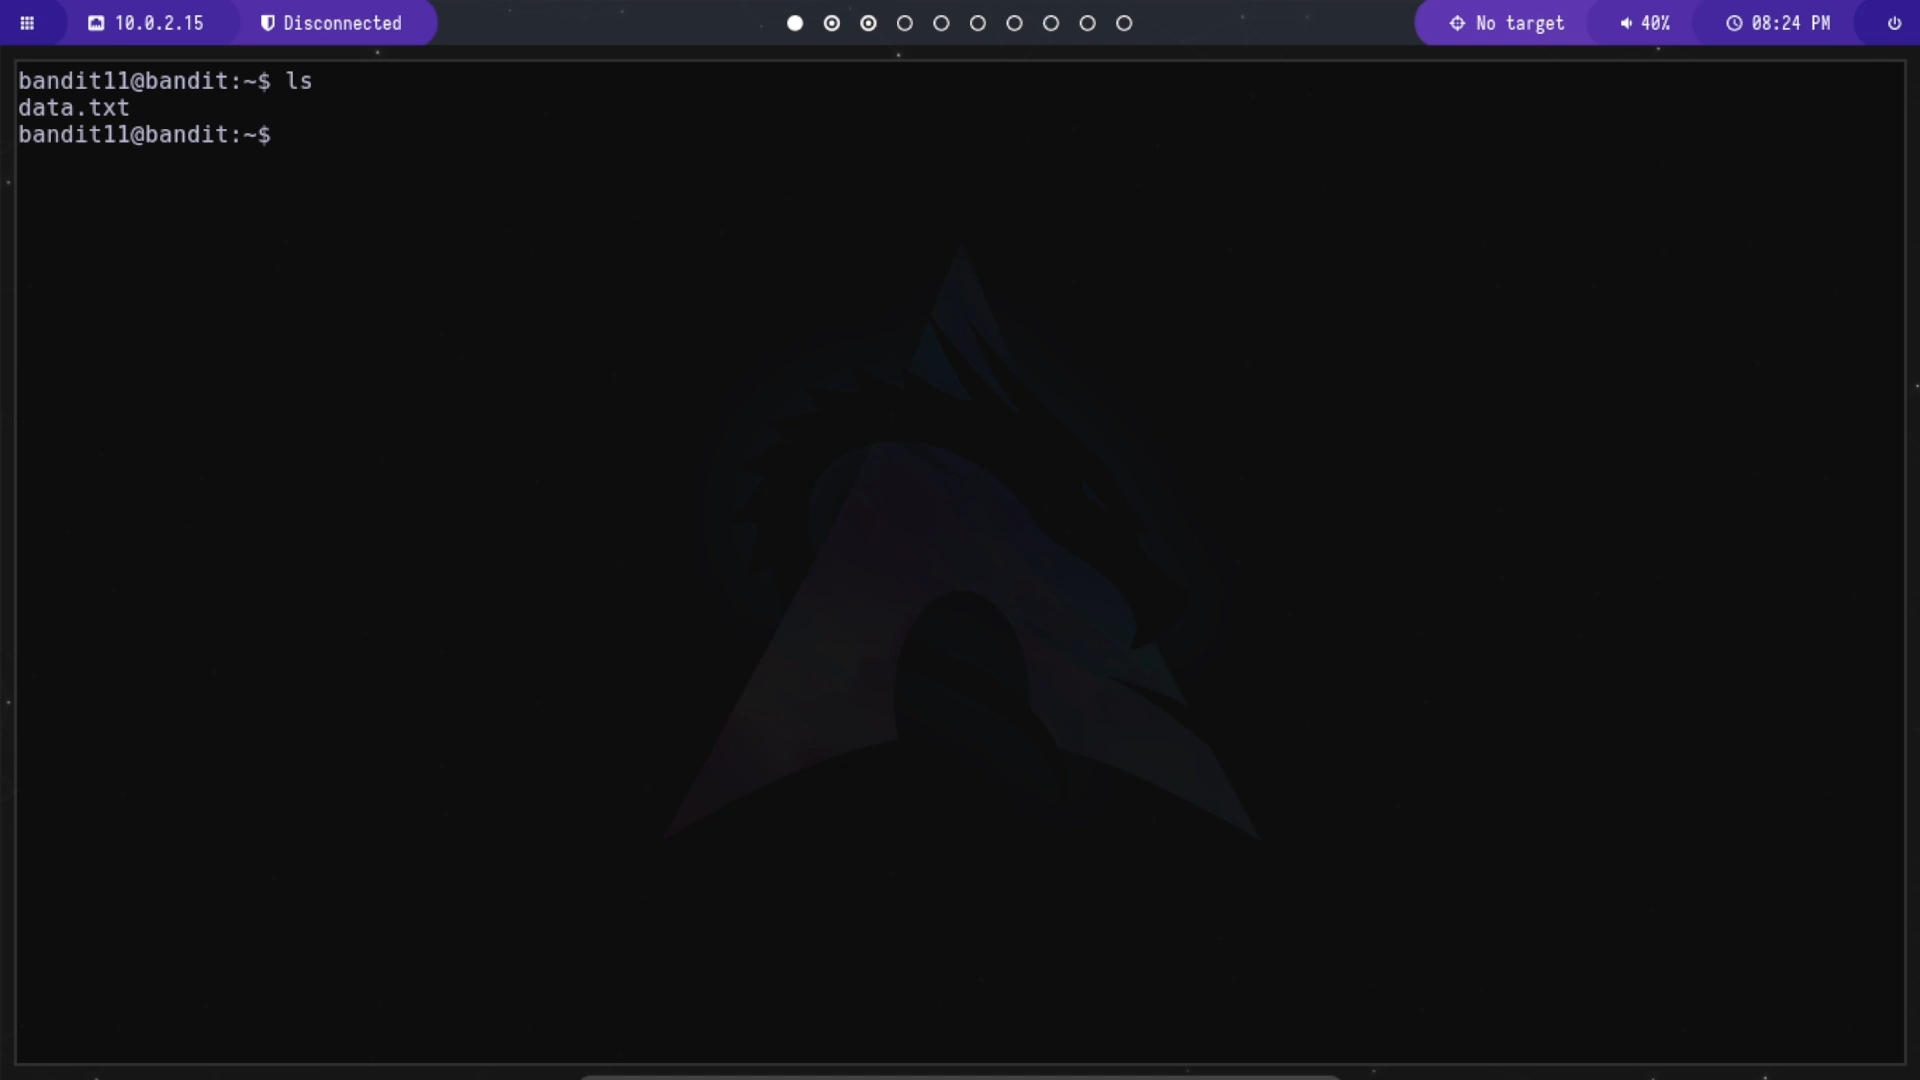 10.0.2.15 Disconnected No target 40% 08:24 PM
bandit11@bandit:~$ ls
data.txt
bandit11@bandit:~$